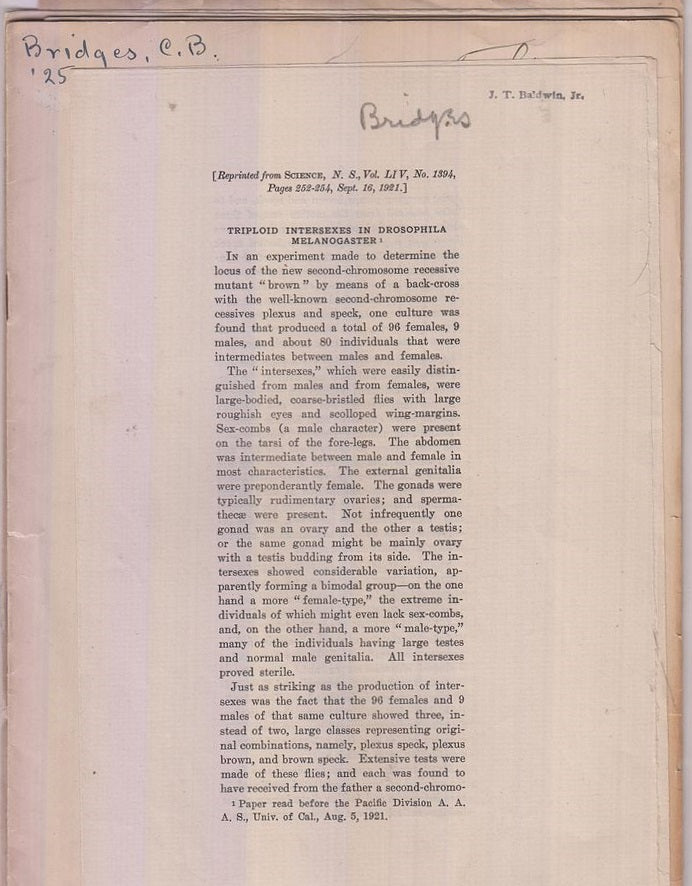 Bridges, C.B.
'25
J. T. Baldwin, Jr.
Bridges
[Reprinted from SCIENCE, N. S., Vol. LIV, No. 1394,
Pages 252-254, Sept. 16, 1921.]
TRIPLOID INTERSEXES IN DROSOPHILA
MELANOGASTER 1
In an experiment made to determine the
locus of the new second-chromosome recessive
mutant "brown" by means of a back-cross
with the well-known second-chromosome re-
cessives plexus and speck, one culture was
found that produced a total of 96 females, 9
males, and about 80 individuals that were
intermediates between males and females.
The "intersexes," which were easily distin-
guished from males and from females, were
large-bodied, coarse-bristled flies with large
roughish eyes and scolloped wing-margins.
Sex-combs (a male character) were present
on the tarsi of the fore-legs. The abdomen
was intermediate between male and female in
most characteristics. The external genitalia
were preponderantly female. The gonads were
typically rudimentary ovaries; and sperma-
thecæ were present. Not infrequently one
gonad was an ovary and the other a testis;
or the same gonad might be mainly ovary
with a testis budding from its side. The in-
tersexes showed considerable variation, ap-
parently forming a bimodal group—on the one
hand a more "female-type," the extreme in-
dividuals of which might even lack sex-combs,
and, on the other hand, a more "male-type,"
many of the individuals having large testes
and normal male genitalia. All intersexes
proved sterile.
Just as striking as the production of inter-
sexes was the fact that the 96 females and 9
males of that same culture showed three, in-
stead of two, large classes representing origi-
nal combinations, namely, plexus speck, plexus
brown, and brown speck. Extensive tests were
made of these flies; and each was found to
have received from the father a second-chromo-
1 Paper read before the Pacific Division A. A.
A. S., Univ. of Cal., Aug. 5, 1921.